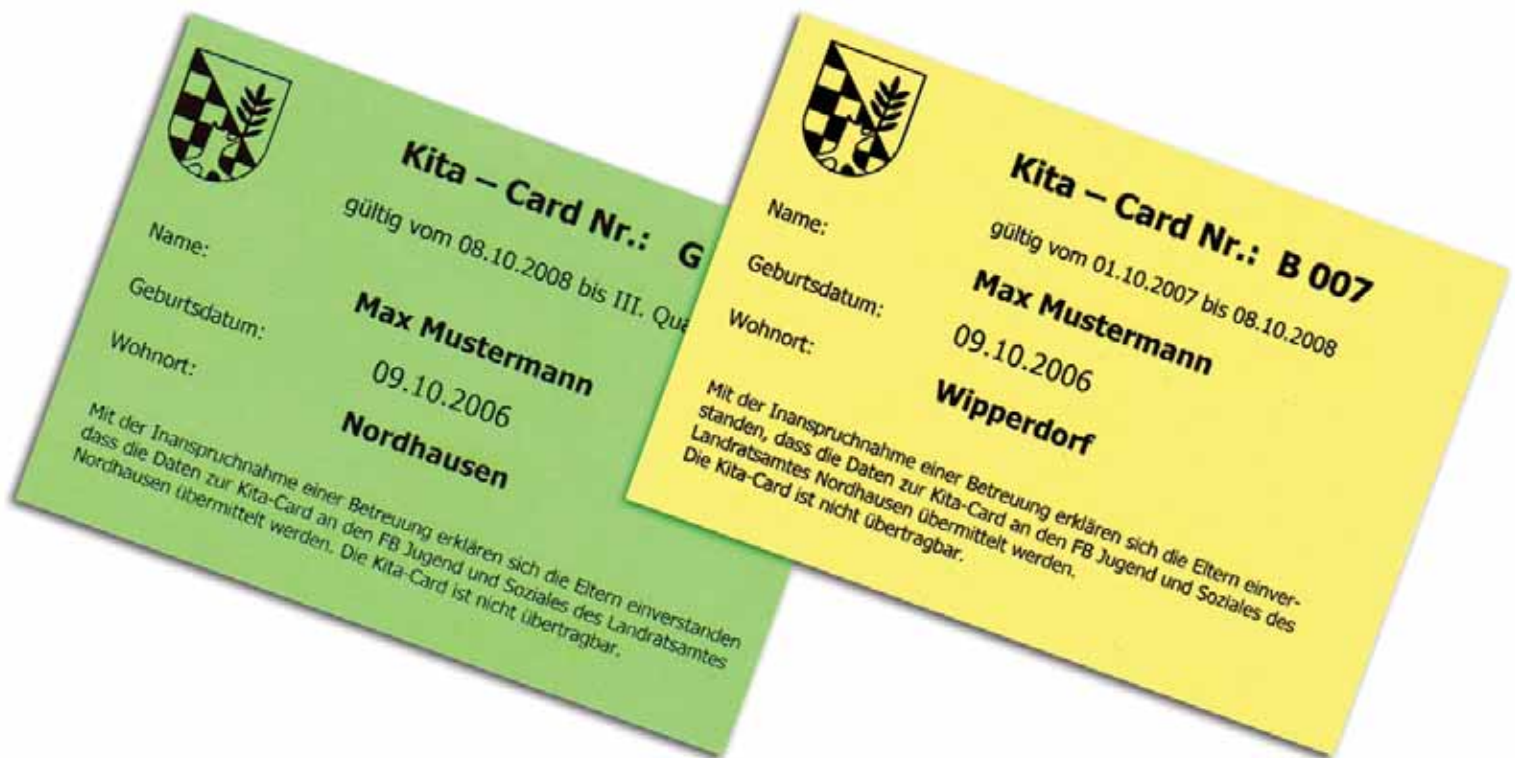 Kita – Card Nr.: G
gültig vom 08.10.2008 bis III.
Name:
Max Mustermann
Geburtsdatum:
09.10.2006
Wohnort:
Nordhausen
Mit der Inanspruchnahme einer Betreuung erklären sich die Eltern einverstanden
dass die Daten zur Kita-Card an den FB Jugend und Soziales des Landratsamtes
Nordhausen übermittelt werden. Die Kita-Card ist nicht übertragbar.
Kita – Card Nr.: B 007
gültig vom 01.10.2007 bis 08.10.2008
Name:
Max Mustermann
Geburtsdatum:
09.10.2006
Wohnort:
Wipperdorf
Mit der Inanspruchnahme einer Betreuung erklären sich die Eltern einver-
standen, dass die Daten zur Kita-Card an den FB Jugend und Soziales des
Landratsamtes Nordhausen übermittelt werden.
Die Kita-Card ist nicht übertragbar.